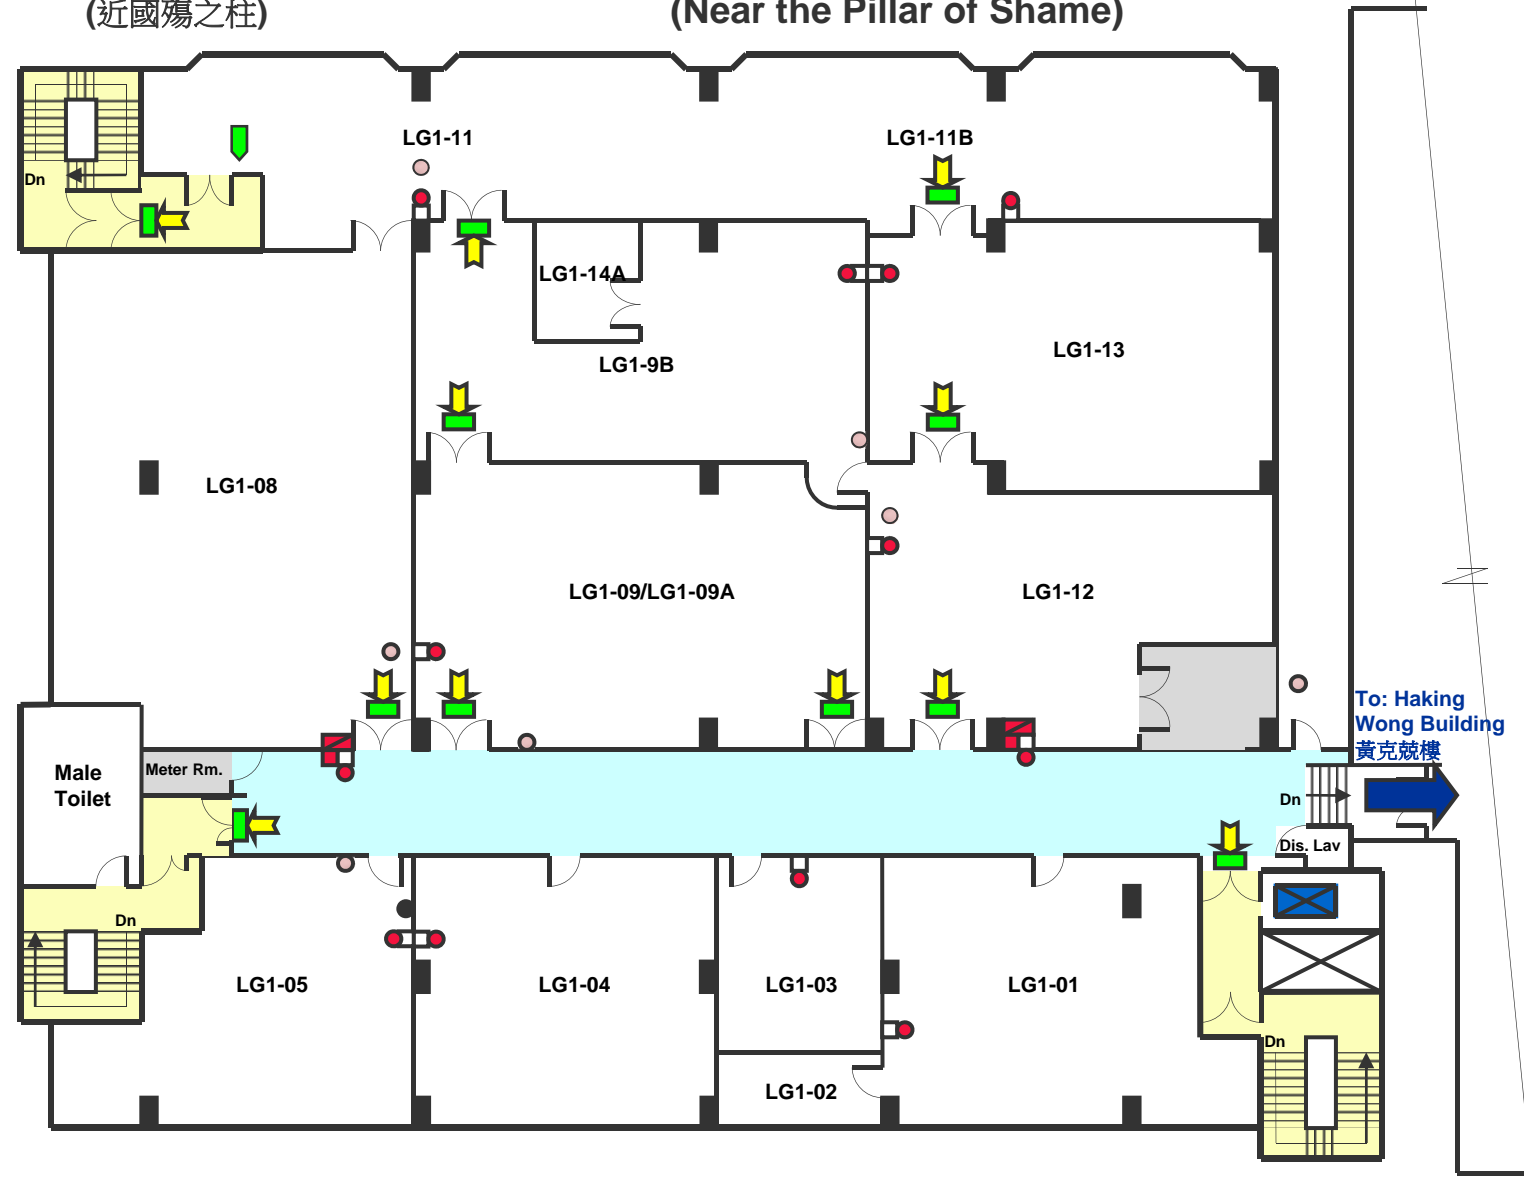 (近國殤之柱)
(Near the Pillar of Shame)
LG1-11
LG1-11B
Dn
LG1-14A
LG1-9B
LG1-13
LG1-08
LG1-09/LG1-09A
LG1-12
To: Haking
Wong Building
黃克兢樓
Male
Toilet
Meter Rm.
Dn
Dis. Lav
Dn
LG1-05
LG1-04
LG1-03
LG1-01
Dn
LG1-02